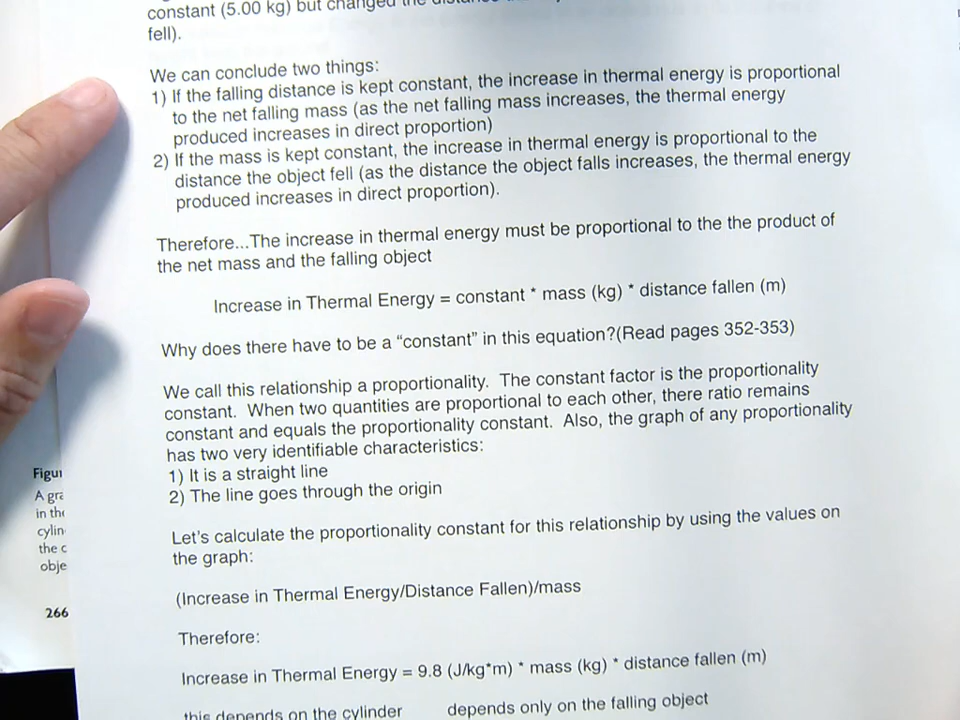 constant (5.00 kg) but changed the
fell).
We can conclude two things:
1) If the falling distance is kept constant, the increase in thermal energy is proportional
to the net falling mass (as the net falling mass increases, the thermal energy
produced increases in direct proportion)
2) If the mass is kept constant, the increase in thermal energy is proportional to the
distance the object fell (as the distance the object falls increases, the thermal energy
produced increases in direct proportion).
Therefore...The increase in thermal energy must be proportional to the the product of
the net mass and the falling object
Increase in Thermal Energy = constant * mass (kg) * distance fallen (m)
Why does there have to be a “constant” in this equation?(Read pages 352-353)
We call this relationship a proportionality. The constant factor is the proportionality
constant. When two quantities are proportional to each other, there ratio remains
constant and equals the proportionality constant. Also, the graph of any proportionality
has two very identifiable characteristics:
1) It is a straight line
2) The line goes through the origin
Let's calculate the proportionality constant for this relationship by using the values on
the graph:
(Increase in Thermal Energy/Distance Fallen)/mass
Therefore:
Increase in Thermal Energy = 9.8 (J/kg*m) * mass (kg) * distance fallen (m)
this depends on the cylinder depends only on the falling object
A
in
the
266